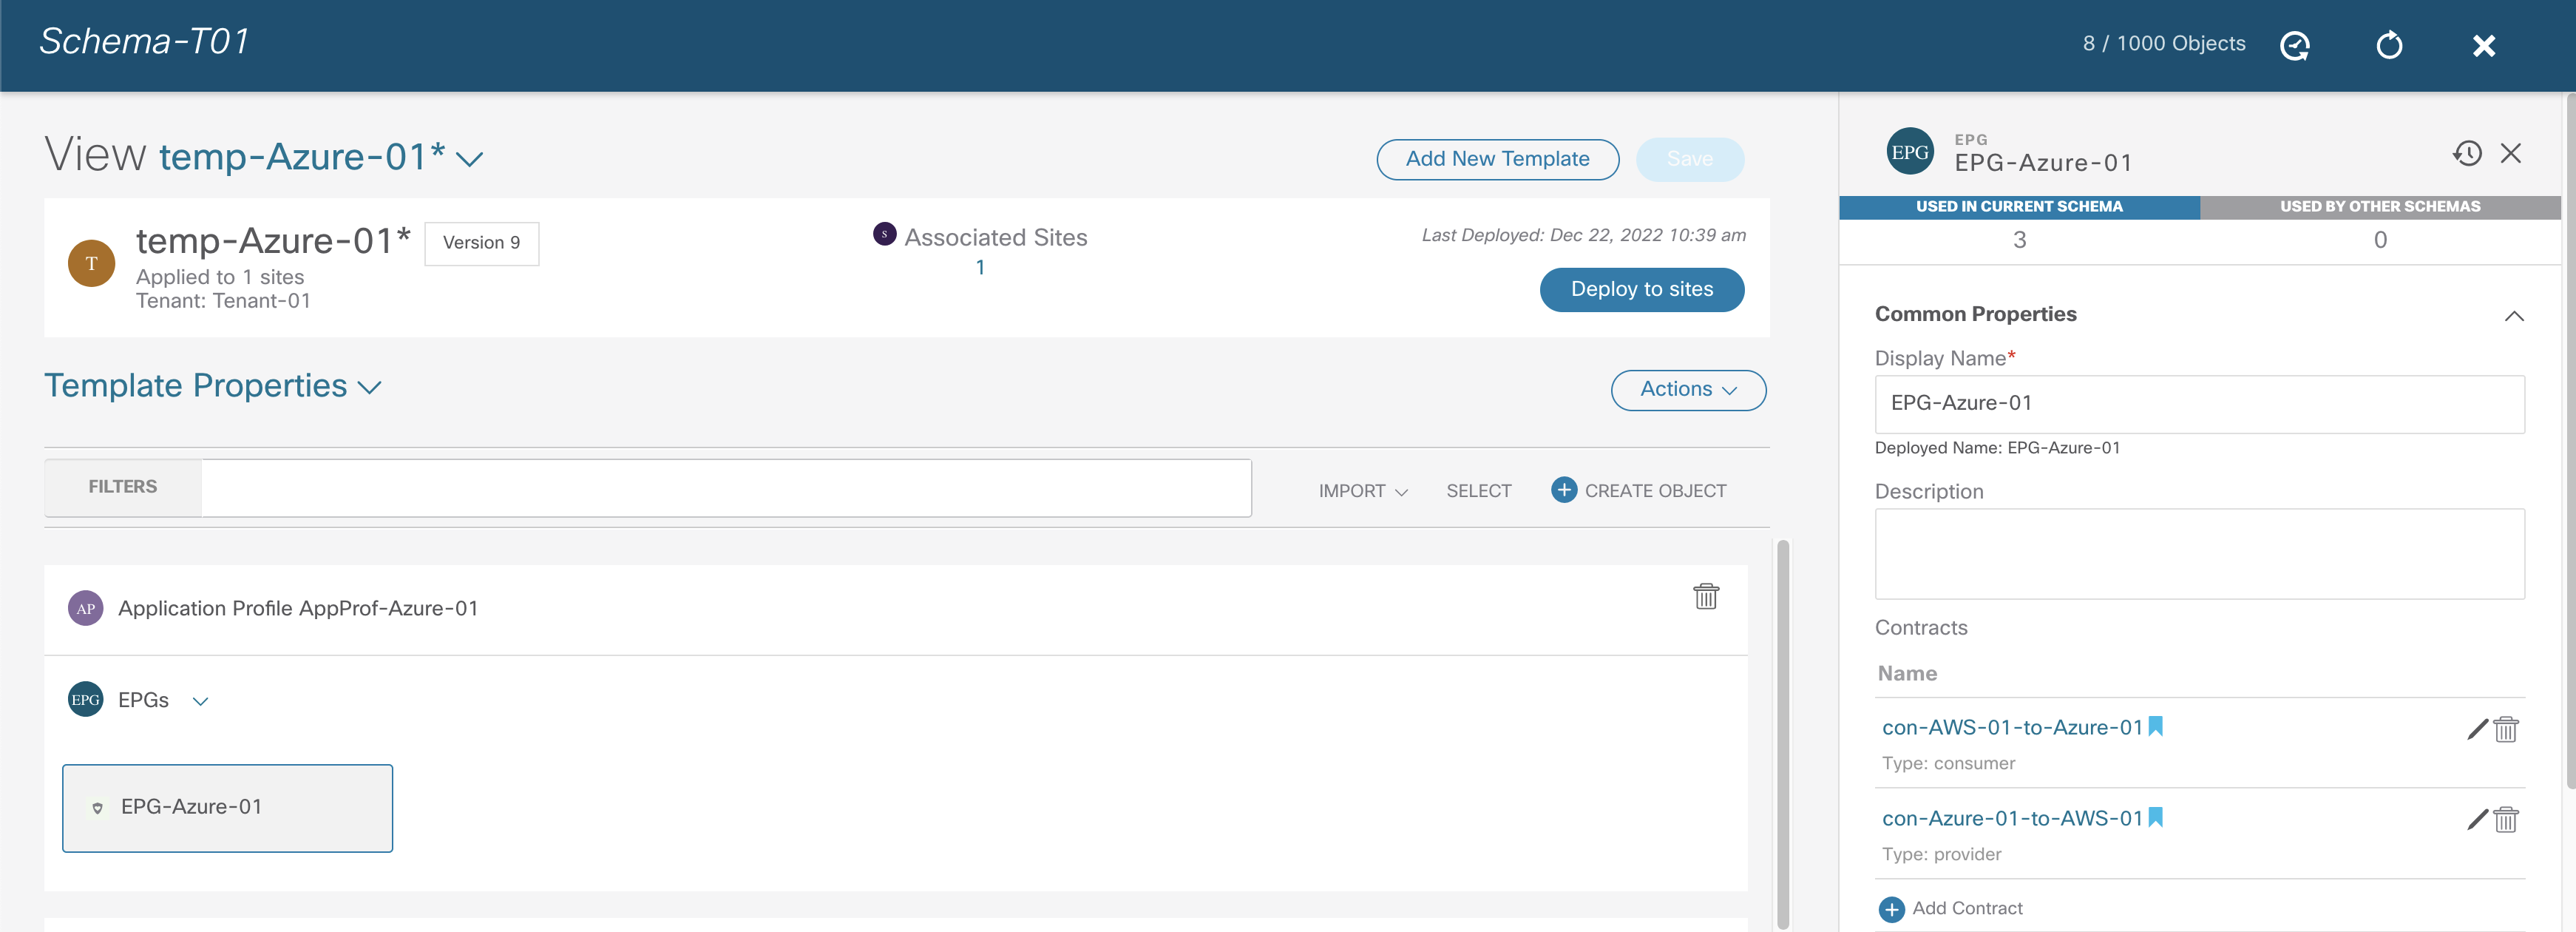 Schema-T01
8 / 1000 Objects
View temp-Azure-01*
Add New Template
Save
T
temp-Azure-01*
Version 9
Applied to 1 sites
Tenant: Tenant-01
S
Associated Sites
1
Last Deployed: Dec 22, 2022 10:39 am
Deploy to sites
Template Properties
Actions
FILTERS
IMPORT
SELECT
CREATE OBJECT
AP
Application Profile AppProf-Azure-01
EPG
EPGs
EPG-Azure-01
EPG
EPG
EPG-Azure-01
USED IN CURRENT SCHEMA
USED BY OTHER SCHEMAS
3
0
Common Properties
Display Name*
EPG-Azure-01
Deployed Name: EPG-Azure-01
Description
Contracts
Name
con-AWS-01-to-Azure-01
Type: consumer
con-Azure-01-to-AWS-01
Type: provider
Add Contract